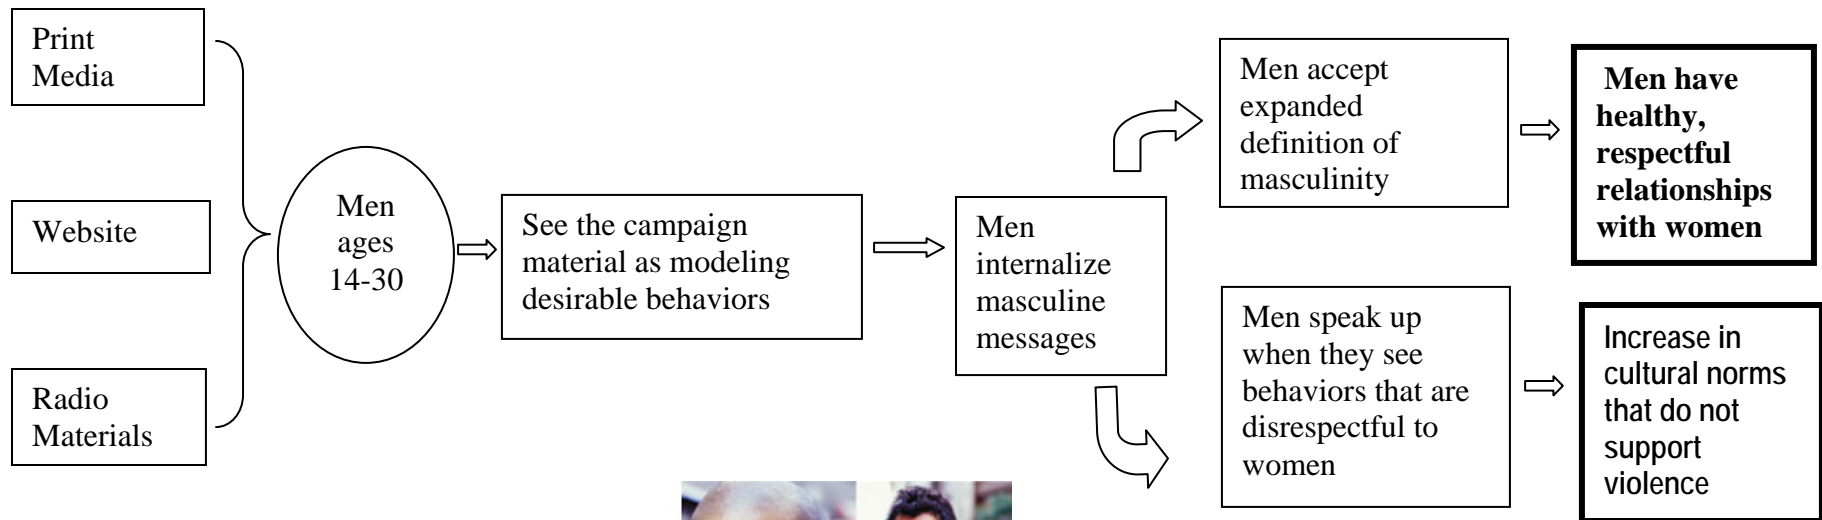 Print
Media
Website
Radio
Materials
Men
ages
14-30
See the campaign
material as modeling
desirable behaviors
Men
internalize
masculine
messages
Men accept
expanded
definition of
masculinity
Men have
healthy,
respectful
relationships
with women
Men speak up
when they see
behaviors that are
disrespectful to
women
Increase in
cultural norms
that do not
support
violence